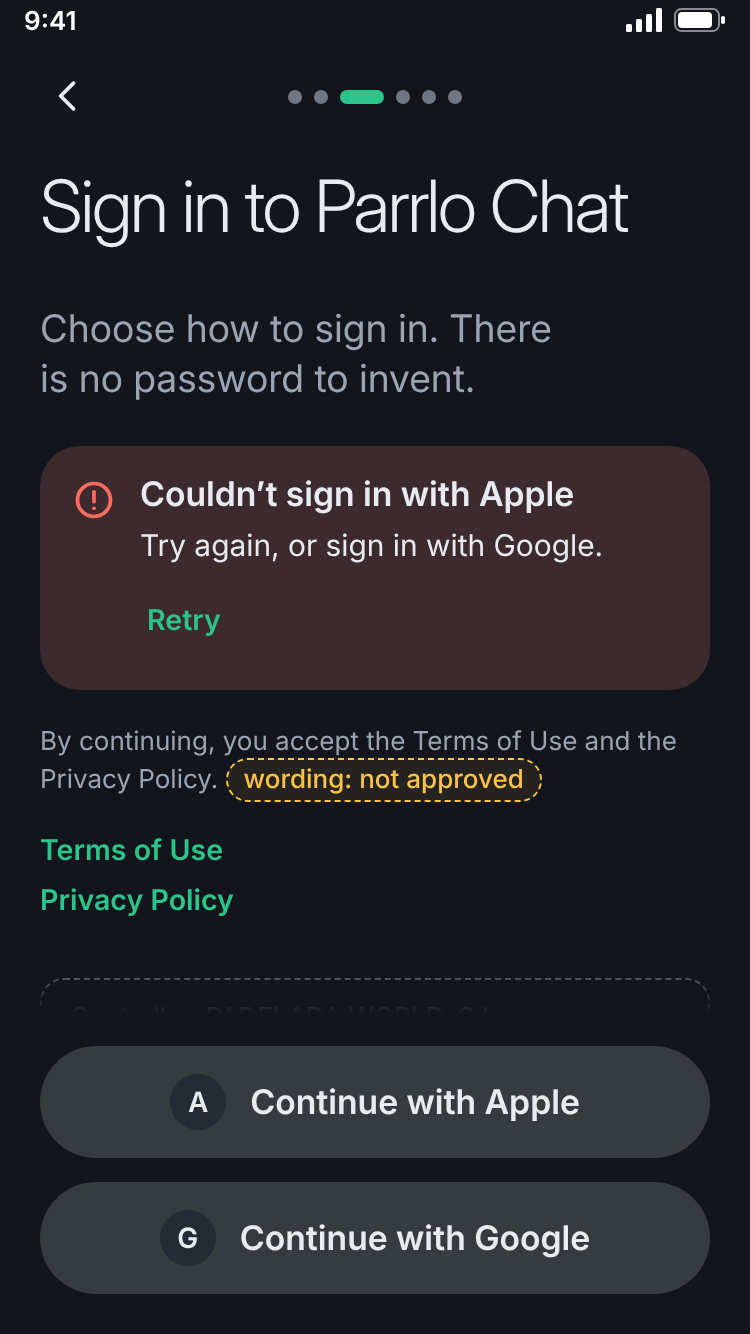 9:41
Sign in to Parrlo Chat
Choose how to sign in. There
is no password to invent.
Couldn’t sign in with Apple
Try again, or sign in with Google.
Retry
By continuing, you accept the Terms of Use and the
Privacy Policy. wording: not approved
Terms of Use
Privacy Policy
A Continue with Apple
G Continue with Google